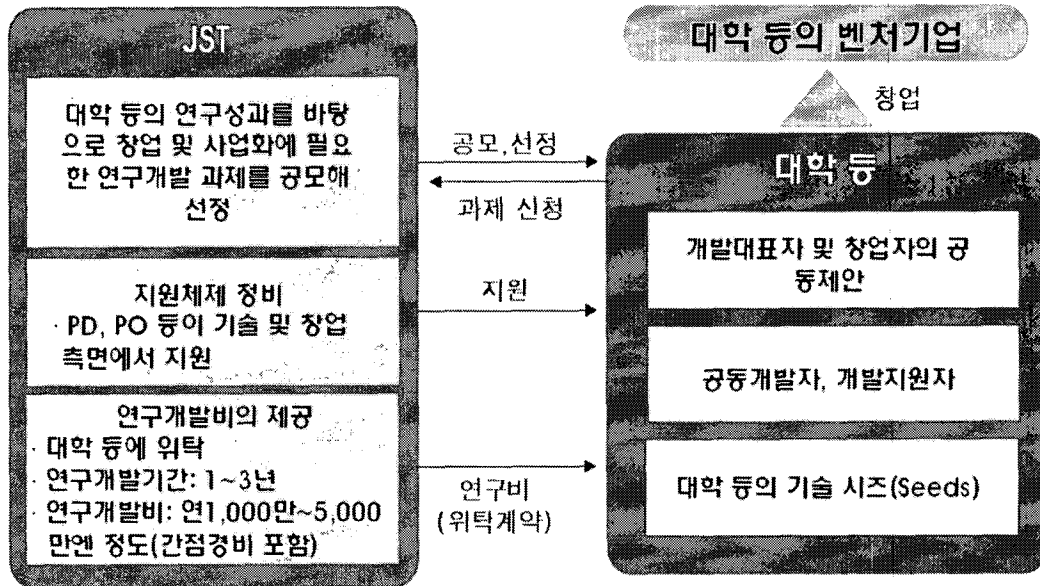 JST
대학 등의 연구성과를 바탕
으로 창업 및 사업화에 필요
한 연구개발 과제를 공모해
선정
지원체제 정비
· PD, PO 등이 기술 및 창업
측면에서 지원
연구개발비의 제공
· 대학 등에 위탁
· 연구개발기간: 1~3년
· 연구개발비: 연1,000만~5,000
만엔 정도(간점경비 포함)
공모,선정
과제 신청
지원
연구비
(위탁계약)
대학 등의 벤처기업
창업
대학 등
개발대표자 및 창업자의 공
동제안
공동개발자, 개발지원자
대학 등의 기술 시즈(Seeds)